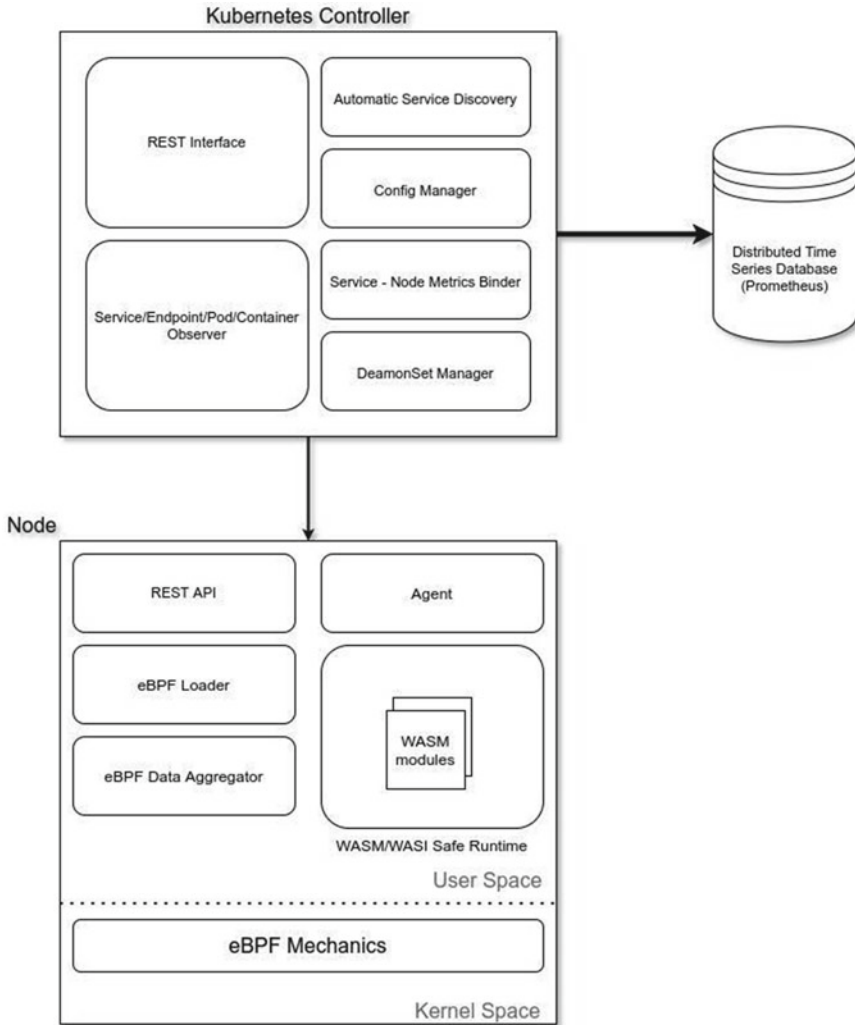 Kubernetes Controller
REST Interface
Automatic Service Discovery
Config Manager
Service/Endpoint/Pod/Container
Observer
Service - Node Metrics Binder
DeamonSet Manager
Distributed Time
Series Database
(Prometheus)
Node
REST API
Agent
eBPF Loader
eBPF Data Aggregator
WASM
modules
WASM/WASI Safe Runtime
User Space
eBPF Mechanics
Kernel Space